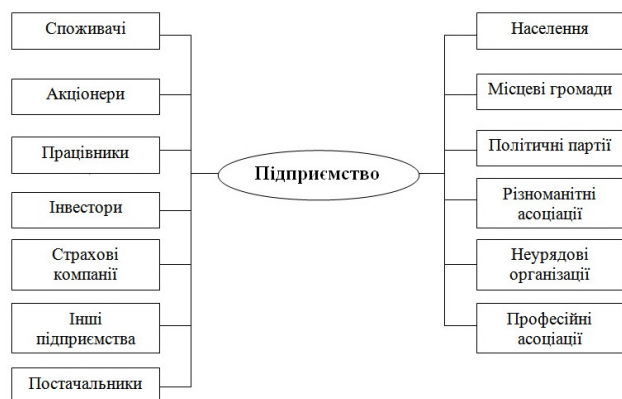 Споживачі
Акціонери
Працівники
Інвестори
Страхові
компанії
Інші
підприємства
Постачальники
Підприємство
Населення
Місцеві громади
Політичні партії
Різноманітні
асоціації
Неурядові
організації
Професійні
асоціації